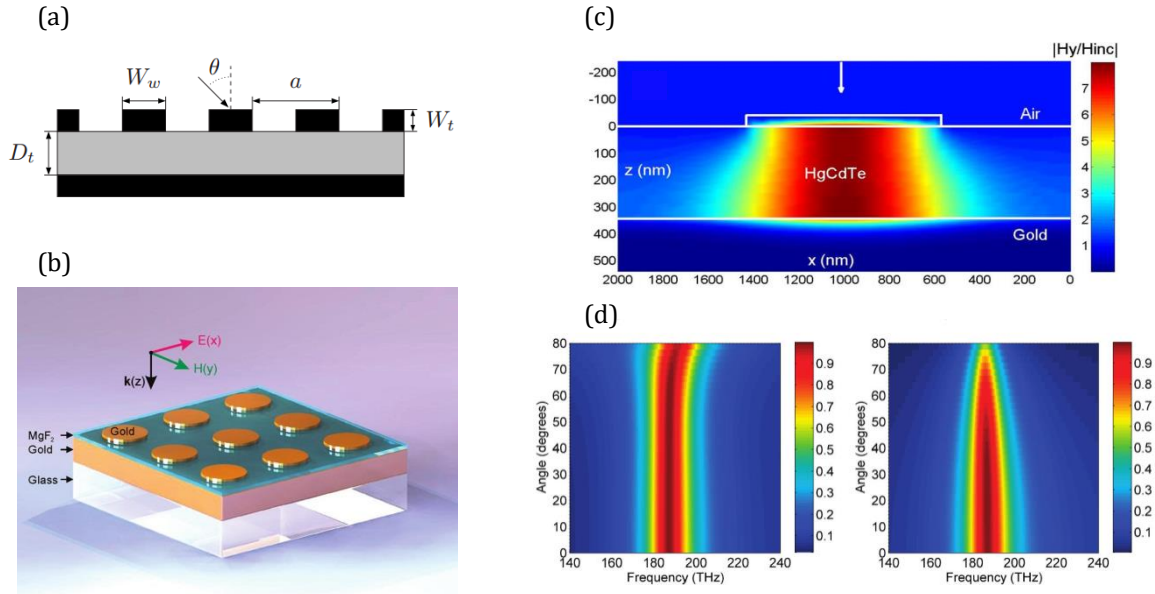 (a)
θ
W_w
a
W_t
D_t
(b)
E(x)
H(y)
k(z)
Gold
MgF₂
Gold
Glass
(c)
|Hy/Hinc|
-200
-100
0
100
200
300
400
500
z (nm)
Air
HgCdTe
Gold
x (nm)
2000 1800 1600 1400 1200 1000 800 600 400 200 0
7
6
5
4
3
2
1
(d)
80
70
60
50
40
30
20
10
0
Angle (degrees)
140 160 180 200 220 240
Frequency (THz)
0.9
0.8
0.7
0.6
0.5
0.4
0.3
0.2
0.1
80
70
60
50
40
30
20
10
0
Angle (degrees)
140 160 180 200 220 240
Frequency (THz)
0.9
0.8
0.7
0.6
0.5
0.4
0.3
0.2
0.1